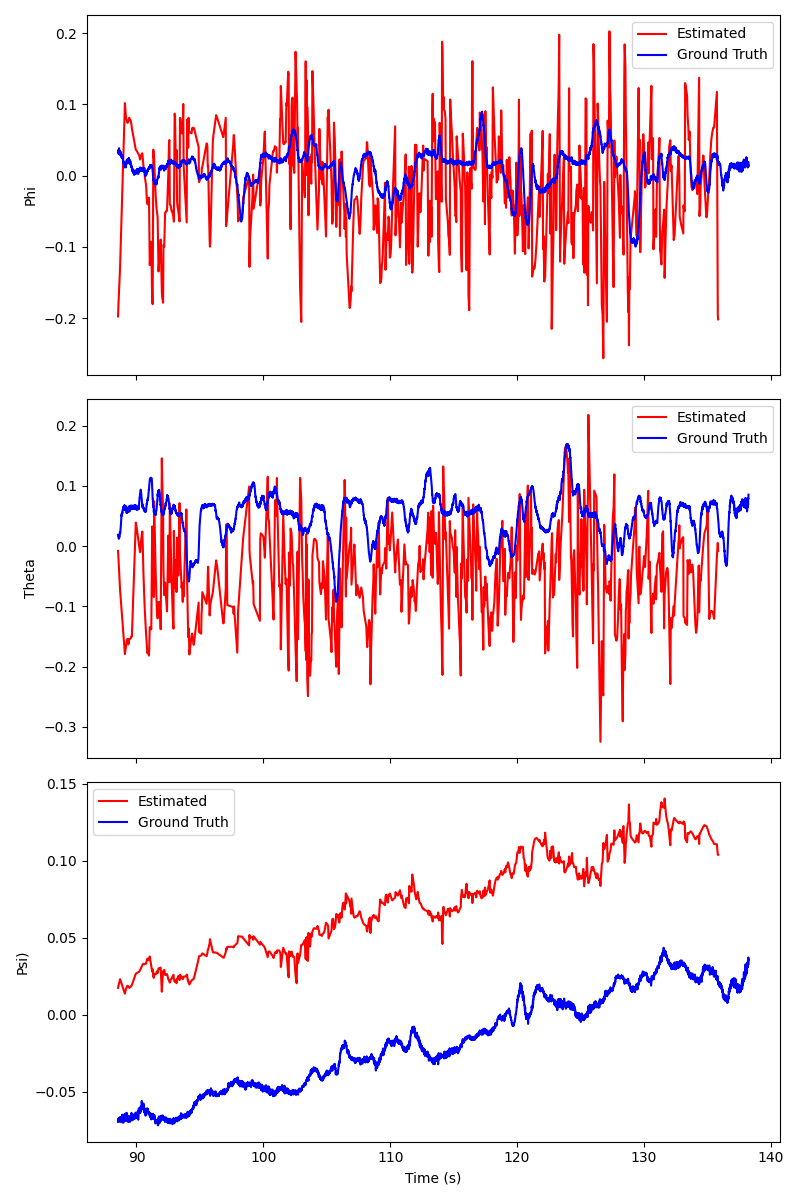 0.2
0.1
0.0
−0.1
−0.2
Phi
Estimated
Ground Truth
0.2
0.1
0.0
−0.1
−0.2
−0.3
Theta
Estimated
Ground Truth
0.15
0.10
0.05
0.00
−0.05
Psi)
Estimated
Ground Truth
90 100 110 120 130 140
Time (s)